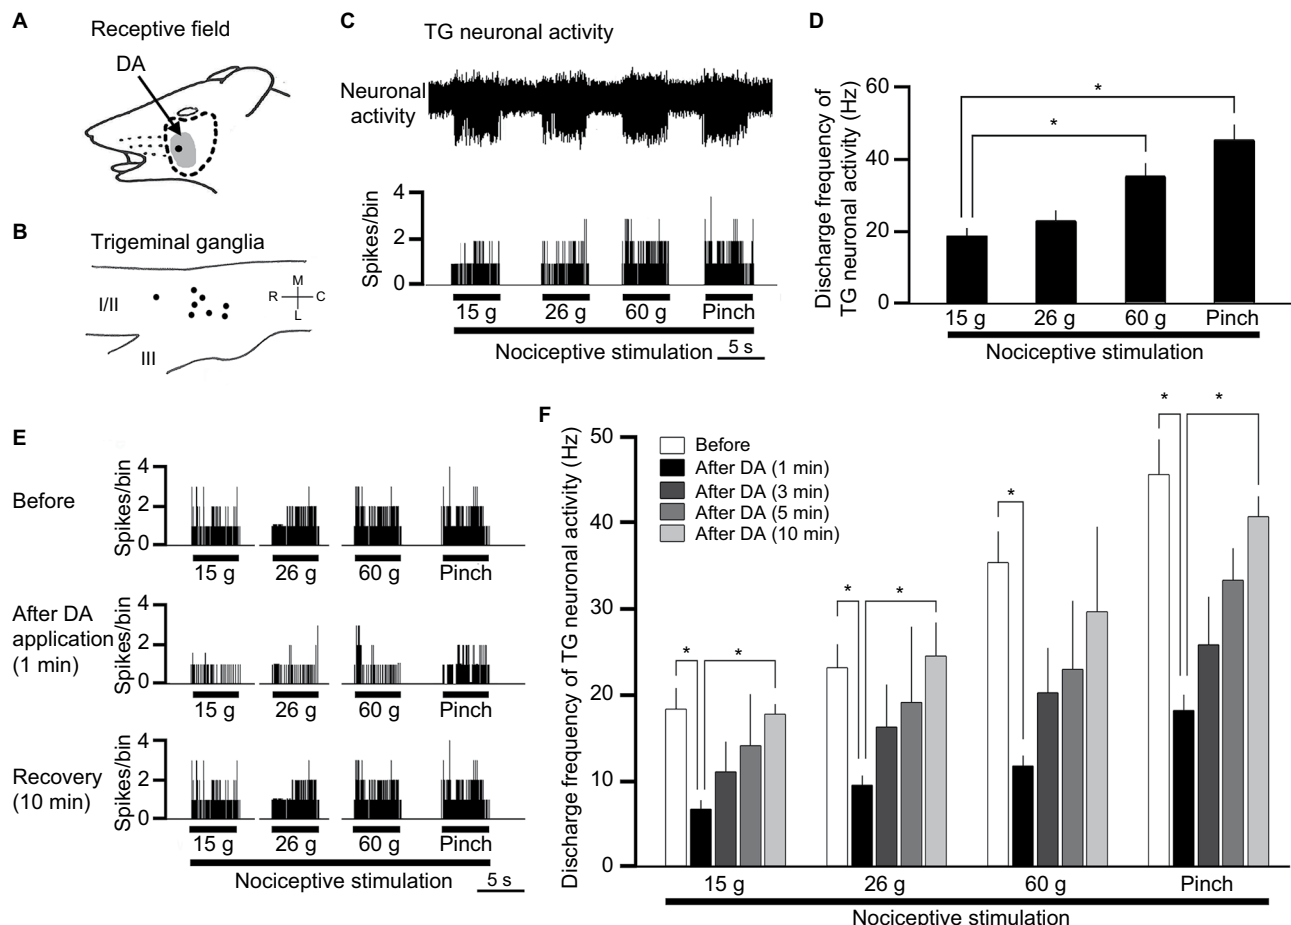 A
Receptive field
DA
B
Trigeminal ganglia
I/II
III
M
R
C
L
C
TG neuronal activity
Neuronal
activity
Spikes/bin
4
2
0
15 g
26 g
60 g
Pinch
Nociceptive stimulation
5 s
D
Discharge frequency of
TG neuronal activity (Hz)
60
40
20
0
*
*
15 g
26 g
60 g
Pinch
Nociceptive stimulation
E
Before
Spikes/bin
4
2
0
15 g
26 g
60 g
Pinch
After DA
application
(1 min)
Spikes/bin
4
2
0
15 g
26 g
60 g
Pinch
Recovery
(10 min)
Spikes/bin
4
2
0
15 g
26 g
60 g
Pinch
Nociceptive stimulation
5 s
F
Discharge frequency of TG neuronal activity (Hz)
50
40
30
20
10
0
Before
After DA (1 min)
After DA (3 min)
After DA (5 min)
After DA (10 min)
*
*
*
*
*
*
*
15 g
26 g
60 g
Pinch
Nociceptive stimulation